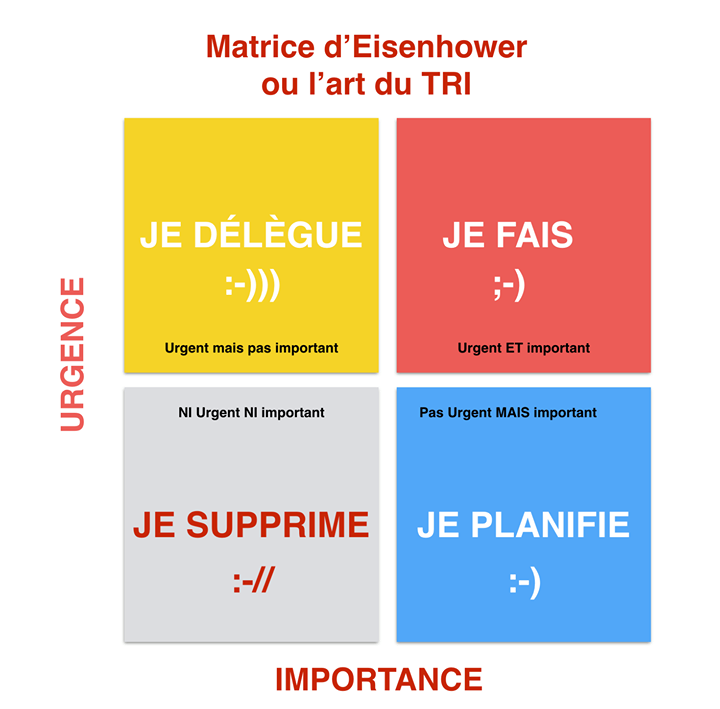 Matrice d’Eisenhower
ou l’art du TRI
JE DÉLÈGUE
:-)))
Urgent mais pas important
JE FAIS
;-)
Urgent ET important
URGENCE
NI Urgent NI important
JE SUPPRIME
:-//
Pas Urgent MAIS important
JE PLANIFIE
:-)
IMPORTANCE